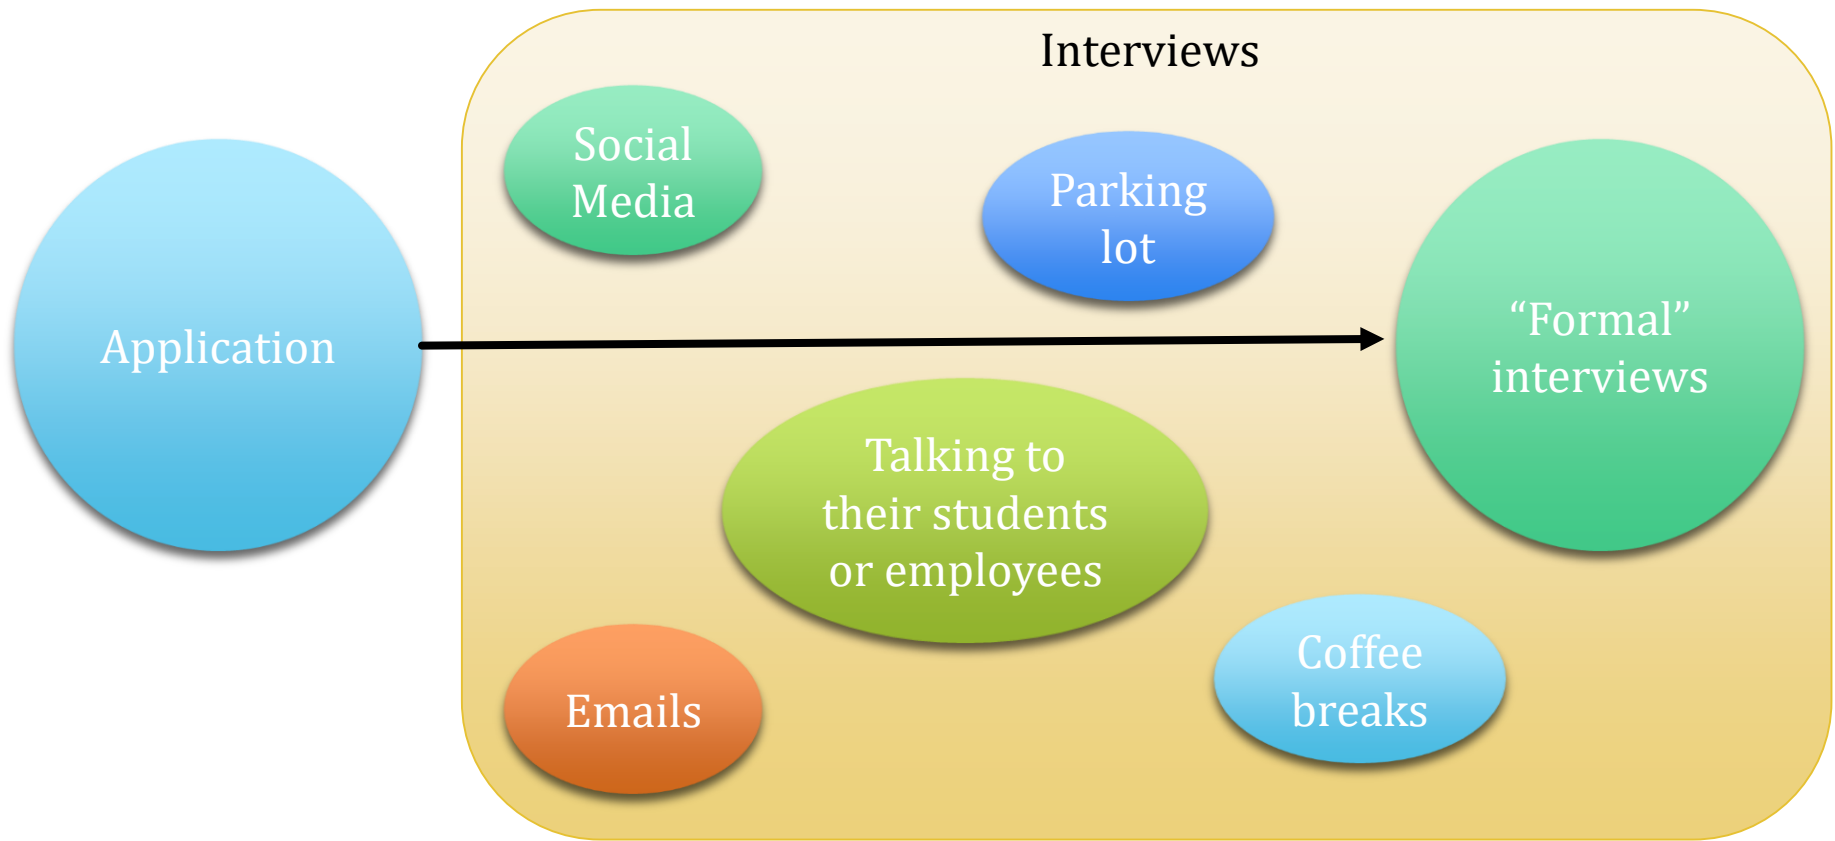 Interviews
Social
Media
Parking
lot
Application
“Formal”
interviews
Talking to
their students
or employees
Coffee
breaks
Emails